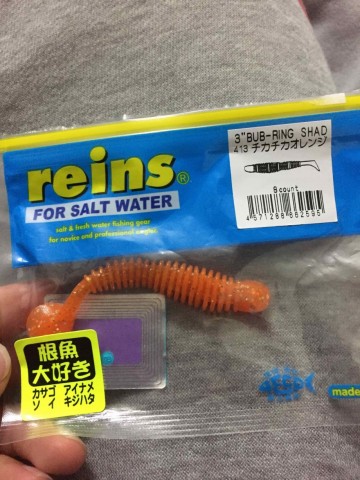 3"BUB-RING SHAD
413 チカチカオレンジ
8count
4571288682595
reins®
FOR SALT WATER
salt & fresh water fishing gear
for novice and professional angler
根魚
大好き
カサゴ アイナメ
ソイ キジハタ
made